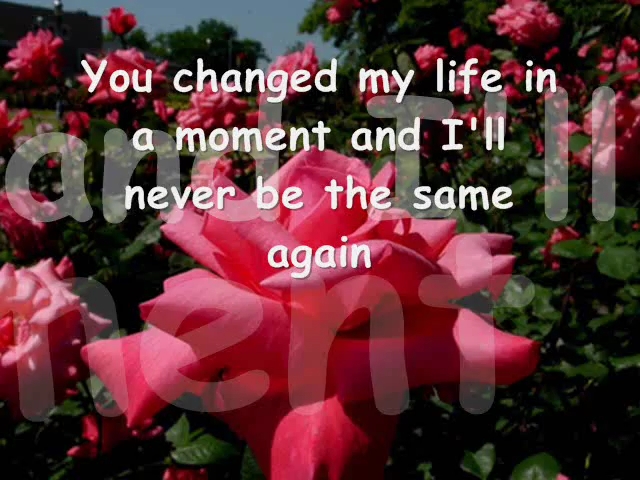 You changed my life in
a moment and I'll
never be the same
again
and I'll
ment